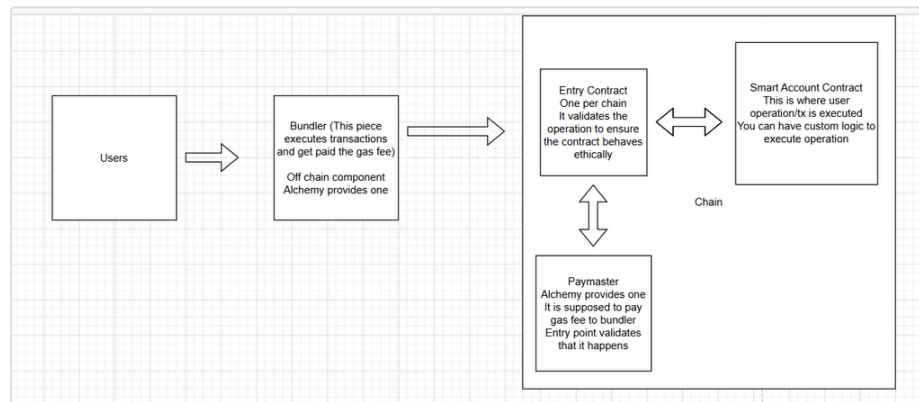 Users
Bundler (This piece
executes transactions
and get paid the gas fee)
Off chain component
Alchemy provides one
Entry Contract
One per chain
It validates the
operation to ensure
the contract behaves
ethically
Smart Account Contract
This is where user
operation/tx is executed
You can have custom logic to
execute operation
Chain
Paymaster
Alchemy provides one
It is supposed to pay
gas fee to bundler
Entry point validates
that it happens